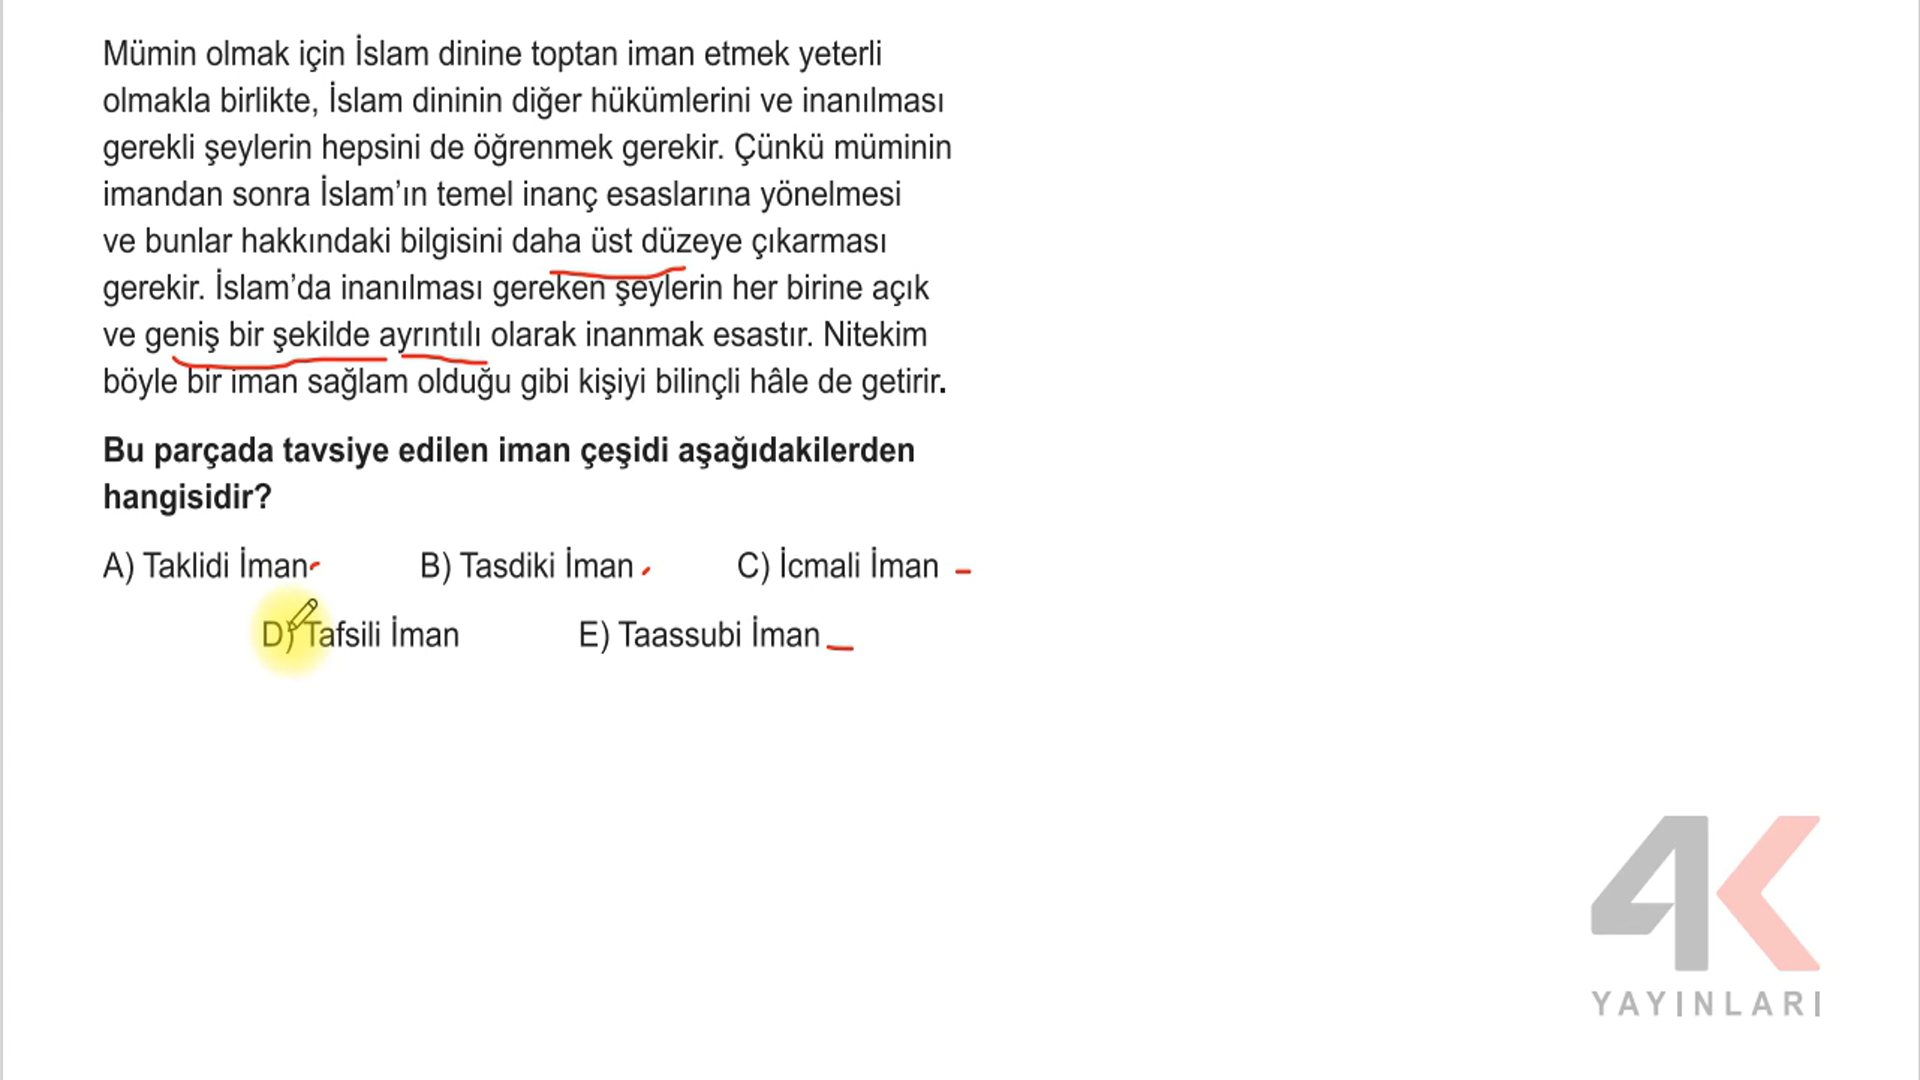 Mümin olmak için İslam dinine toptan iman etmek yeterli
olmakla birlikte, İslam dininin diğer hükümlerini ve inanılması
gerekli şeylerin hepsini de öğrenmek gerekir. Çünkü müminin
imandan sonra İslam’ın temel inanç esaslarına yönelmesi
ve bunlar hakkındaki bilgisini daha üst düzeye çıkarması
gerekir. İslam’da inanılması gereken şeylerin her birine açık
ve geniş bir şekilde ayrıntılı olarak inanmak esastır. Nitekim
böyle bir iman sağlam olduğu gibi kişiyi bilinçli hâle de getirir.
Bu parçada tavsiye edilen iman çeşidi aşağıdakilerden
hangisidir?
A) Taklidi İman B) Tasdiki İman C) İcmali İman
D) Tafsili İman E) Taassubi İman
4K
YAYINLARI